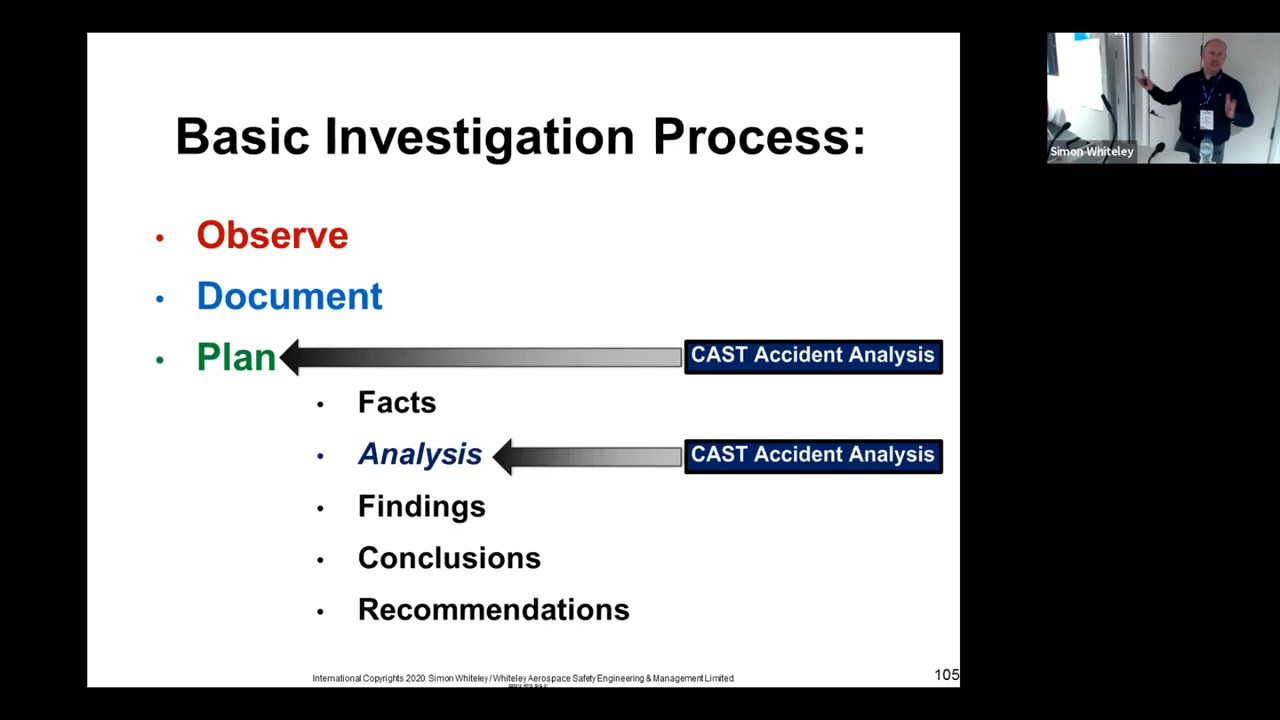 Basic Investigation Process:
• Observe
• Document
• Plan
CAST Accident Analysis
• Facts
• Analysis
CAST Accident Analysis
• Findings
• Conclusions
• Recommendations
International Copyrights 2020: Simon Whiteley / Whiteley Aerospace Safety Engineering & Management Limited
105
Simon Whiteley